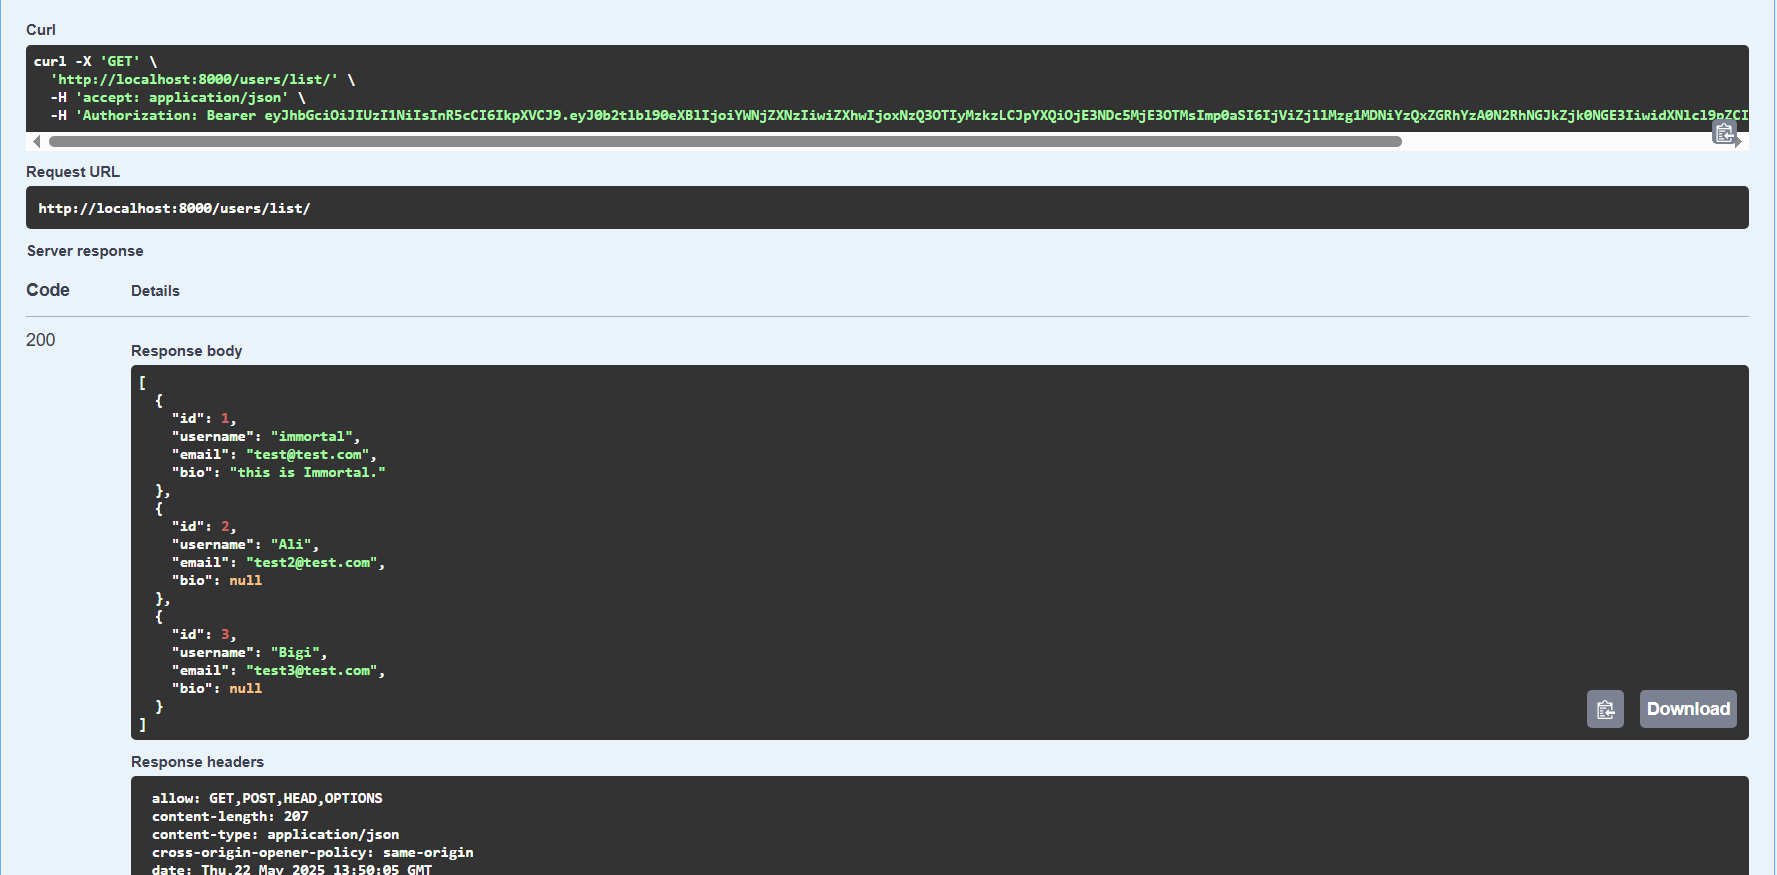 Curl
curl -X 'GET' \
'http://localhost:8000/users/list/' \
-H 'accept: application/json' \
-H 'Authorization: Bearer
Request URL
http://localhost:8000/users/list/
Server response
Code Details
200
Response body
[
{
"id": 1,
"username": "immortal",
"email": "test@test.com",
"bio": "this is Immortal."
},
{
"id": 2,
"username": "Ali",
"email": "test2@test.com",
"bio": null
},
{
"id": 3,
"username": "Bigi",
"email": "test3@test.com",
"bio": null
}
]
Download
Response headers
allow: GET,POST,HEAD,OPTIONS
content-length: 207
content-type: application/json
cross-origin-opener-policy: same-origin
date: Thu,22 May 2025 13:50:05 GMT